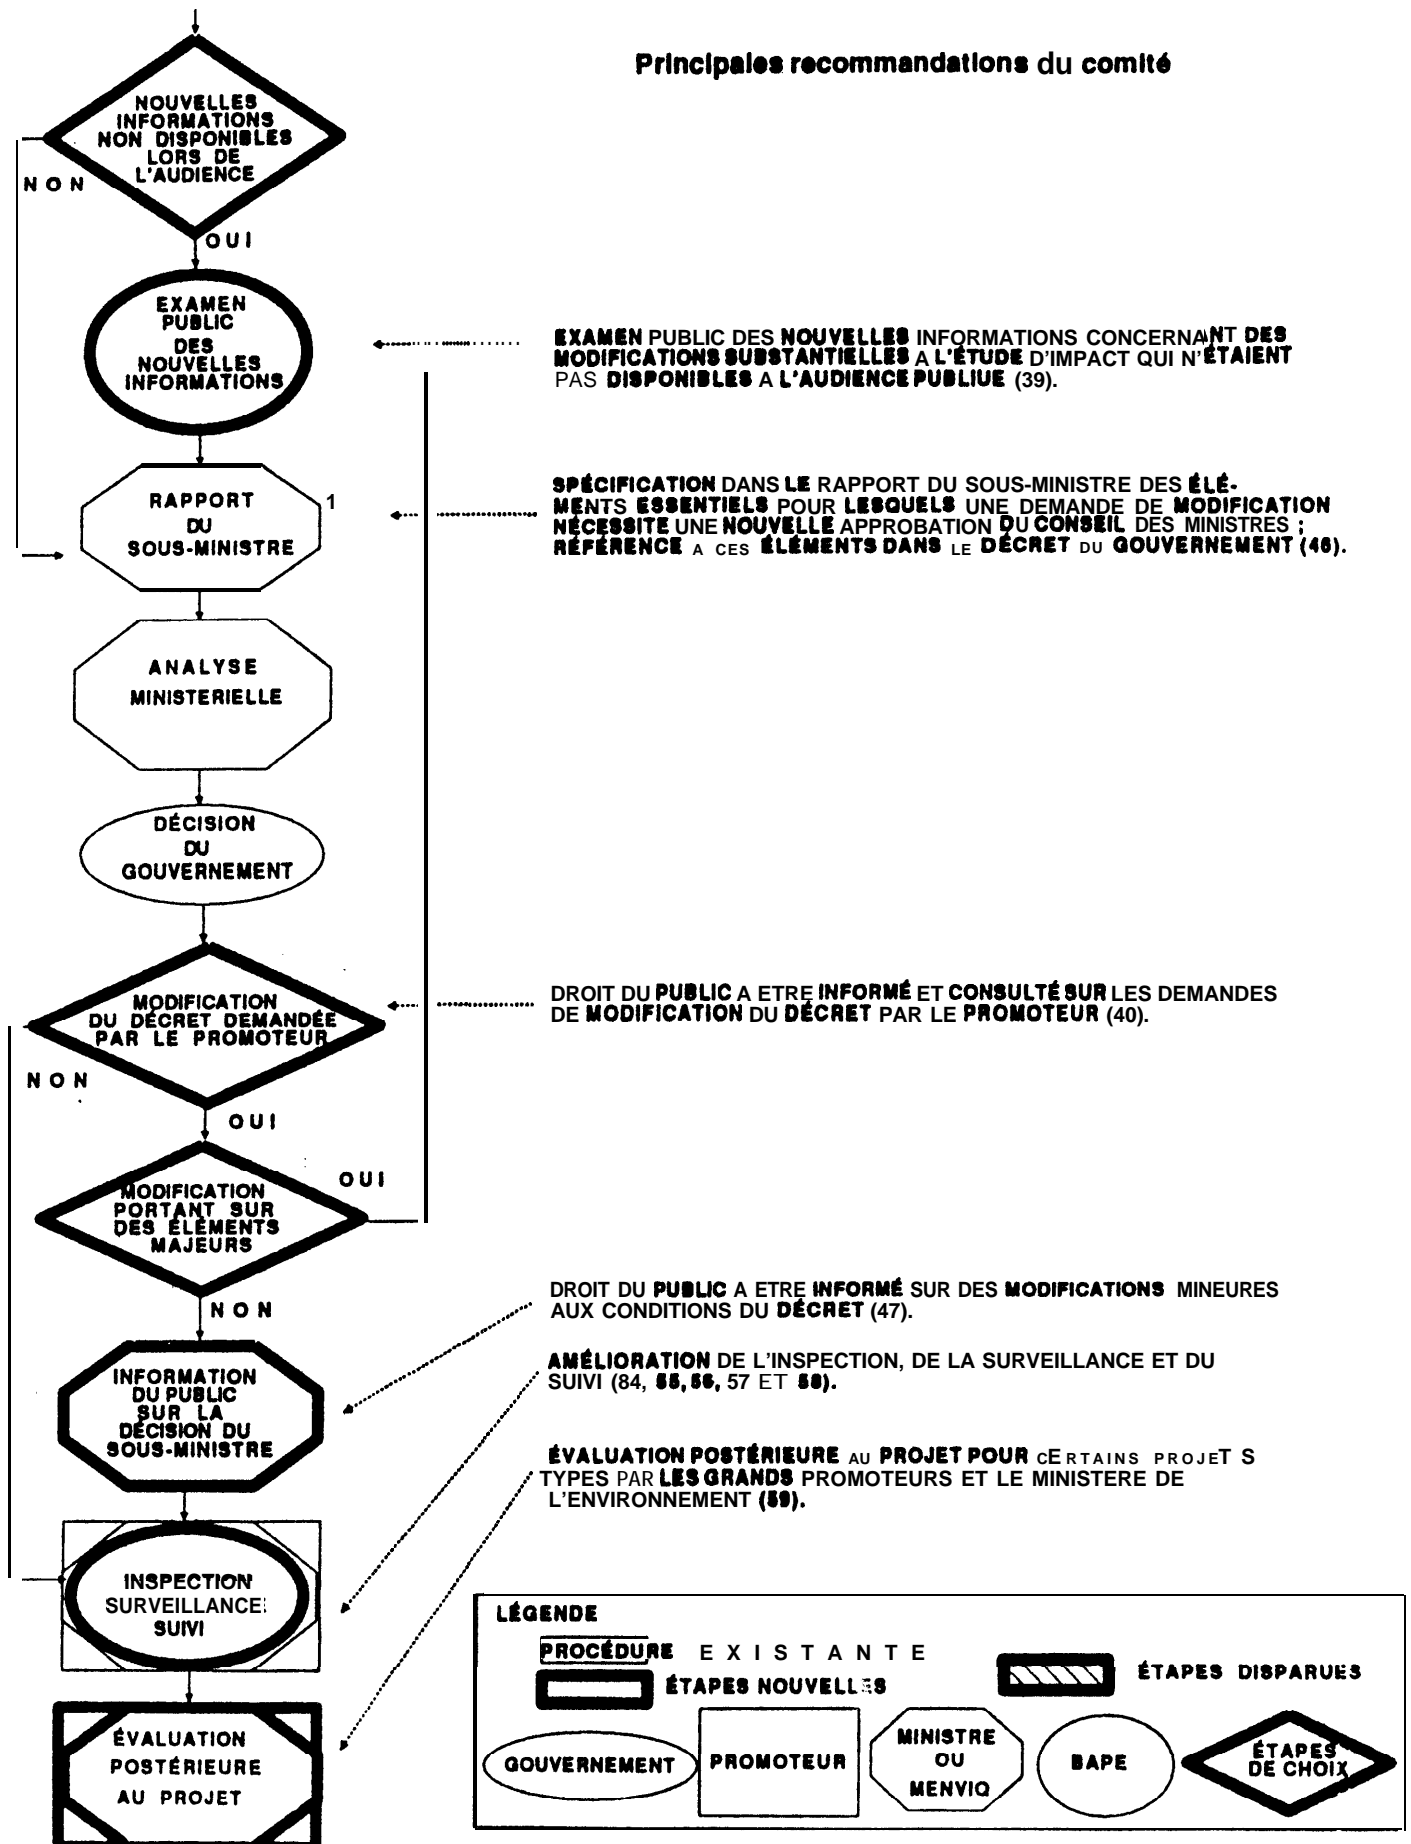 Principales recommandations du comité
NOUVELLES
INFORMATIONS
NON DISPONIBLES
LORS DE
L'AUDIENCE
NON
OUI
EXAMEN
PUBLIC
DES
NOUVELLES
INFORMATIONS
EXAMEN PUBLIC DES NOUVELLES INFORMATIONS CONCERNANT DES
MODIFICATIONS SUBSTANTIELLES A L'ÉTUDE D'IMPACT QUI N'ÉTAIENT
PAS DISPONIBLES A L'AUDIENCE PUBLIUE (39).
RAPPORT
DU
SOUS-MINISTRE
1
SPÉCIFICATION DANS LE RAPPORT DU SOUS-MINISTRE DES ÉLÉ-
MENTS ESSENTIELS POUR LESQUELS UNE DEMANDE DE MODIFICATION
NÉCESSITE UNE NOUVELLE APPROBATION DU CONSEIL DES MINISTRES ;
RÉFÉRENCE A CES ÉLÉMENTS DANS LE DÉCRET DU GOUVERNEMENT (46).
ANALYSE
MINISTERIELLE
DÉCISION
DU
GOUVERNEMENT
MODIFICATION
DU DÉCRET DEMANDÉE
PAR LE PROMOTEUR
DROIT DU PUBLIC A ETRE INFORMÉ ET CONSULTÉ SUR LES DEMANDES
DE MODIFICATION DU DÉCRET PAR LE PROMOTEUR (40).
NON
OUI
OUI
MODIFICATION
PORTANT SUR
DES ÉLÉMENTS
MAJEURS
NON
DROIT DU PUBLIC A ETRE INFORMÉ SUR DES MODIFICATIONS MINEURES
AUX CONDITIONS DU DÉCRET (47).
INFORMATION
DU PUBLIC
SUR LA
DÉCISION DU
SOUS-MINISTRE
AMÉLIORATION DE L'INSPECTION, DE LA SURVEILLANCE ET DU
SUIVI (84, 55, 56, 57 ET 58).
ÉVALUATION POSTÉRIEURE AU PROJET POUR CERTAINS PROJET S
TYPES PAR LES GRANDS PROMOTEURS ET LE MINISTERE DE
L'ENVIRONNEMENT (59).
INSPECTION
SURVEILLANCE
SUIVI
ÉVALUATION
POSTÉRIEURE
AU PROJET
LÉGENDE
PROCÉDURE EXISTANTE
ÉTAPES NOUVELLES
ÉTAPES DISPARUES
GOUVERNEMENT
PROMOTEUR
MINISTRE
OU
MENVIQ
BAPE
ÉTAPES
DE CHOIX